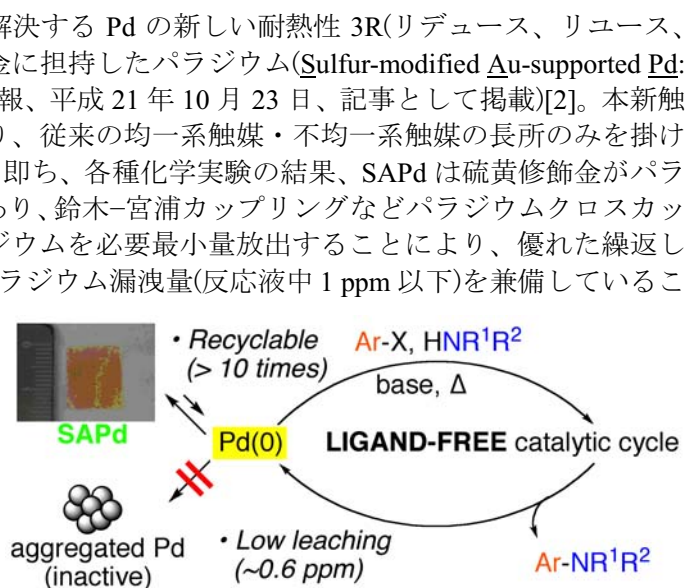 解決する Pd の新しい耐熱性 3R(リデュース、リユース、
金に担持したパラジウム(Sulfur-modified Au-supported Pd:
報、平成 21 年 10 月 23 日、記事として掲載)[2]。本新触
り、従来の均一系触媒・不均一系触媒の長所のみを掛け
即ち、各種化学実験の結果、SAPd は硫黄修飾金がパラ
あり、鈴木−宮浦カップリングなどパラジウムクロスカッ
ジウムを必要最小量放出することにより、優れた繰返し
パラジウム漏洩量(反応液中 1 ppm 以下)を兼備しているこ
• Recyclable
(> 10 times)
Ar-X, HNR¹R²
base, Δ
SAPd
Pd(0)
LIGAND-FREE catalytic cycle
aggregated Pd
(inactive)
• Low leaching
(~0.6 ppm)
Ar-NR¹R²